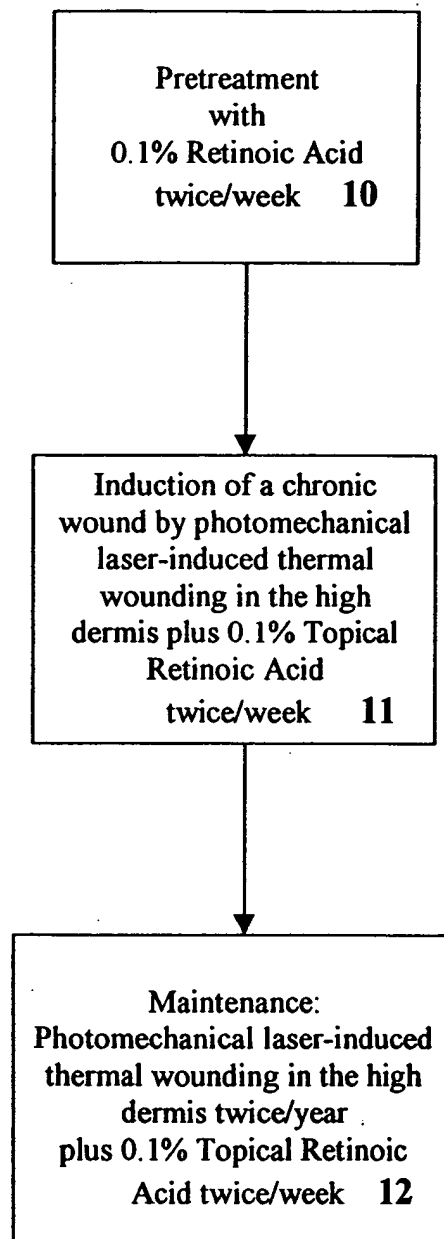 Pretreatment
with
0.1% Retinoic Acid
twice/week 10
Induction of a chronic
wound by photomechanical
laser-induced thermal
wounding in the high
dermis plus 0.1% Topical
Retinoic Acid
twice/week 11
Maintenance:
Photomechanical laser-induced
thermal wounding in the high
dermis twice/year
plus 0.1% Topical Retinoic
Acid twice/week 12